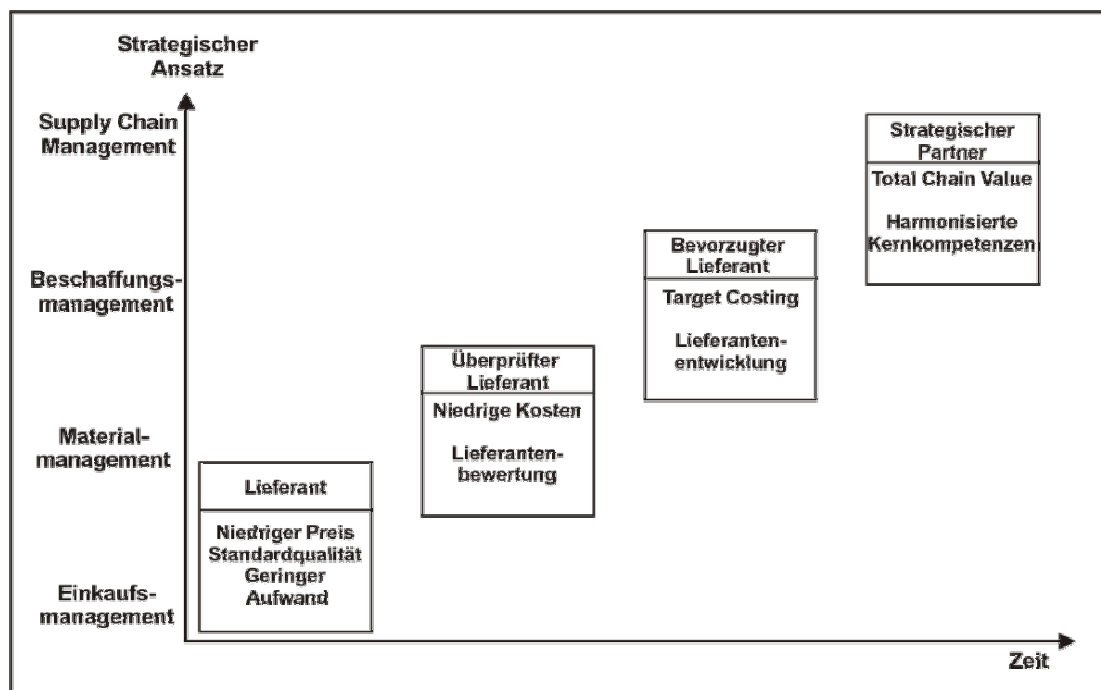 Strategischer
Ansatz
Supply Chain
Management
Beschaffungs-
management
Material-
management
Einkaufs-
management
Lieferant
Niedriger Preis
Standardqualität
Geringer
Aufwand
Überprüfter
Lieferant
Niedrige Kosten
Lieferanten-
bewertung
Bevorzugter
Lieferant
Target Costing
Lieferanten-
entwicklung
Strategischer
Partner
Total Chain Value
Harmonisierte
Kernkompetenzen
Zeit